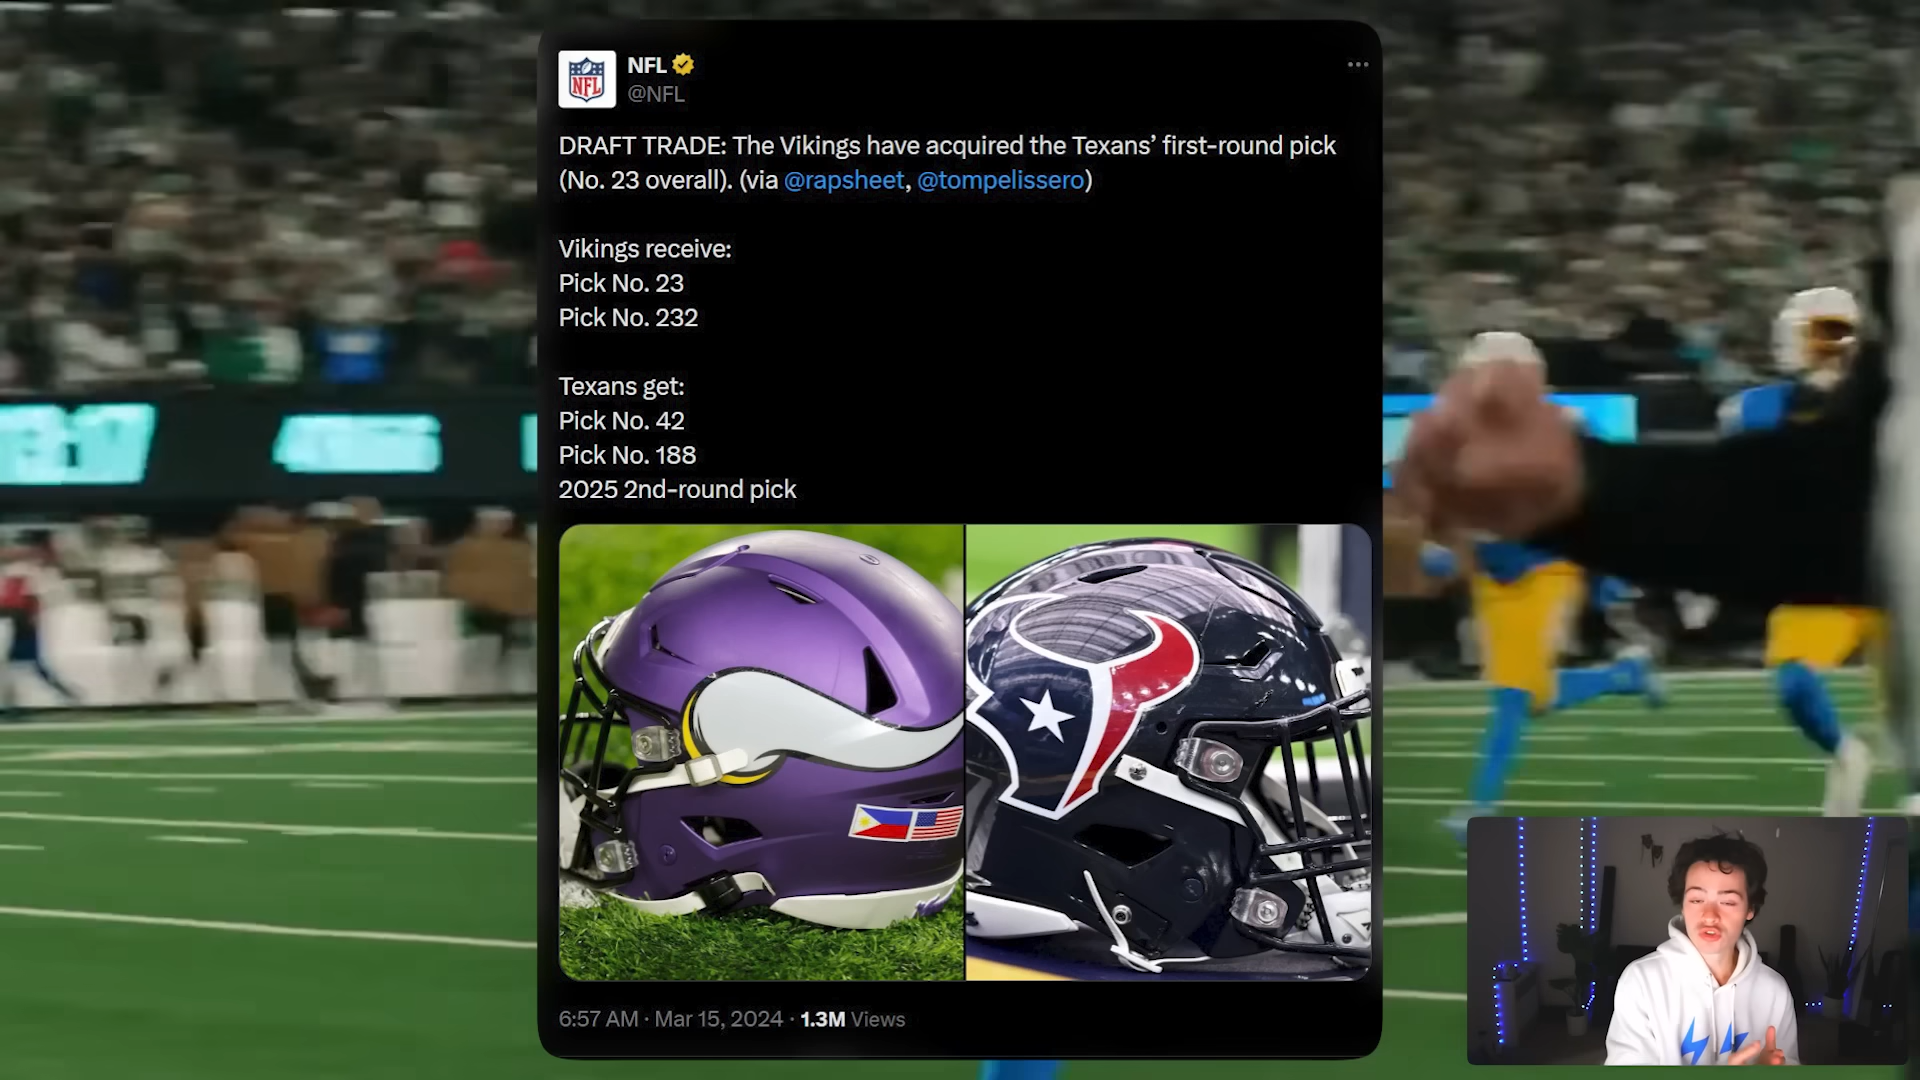 NFL
NFL
@NFL
DRAFT TRADE: The Vikings have acquired the Texans’ first-round pick
(No. 23 overall). (via @rapsheet, @tompelissero)
Vikings receive:
Pick No. 23
Pick No. 232
Texans get:
Pick No. 42
Pick No. 188
2025 2nd-round pick
6:57 AM · Mar 15, 2024 · 1.3M Views